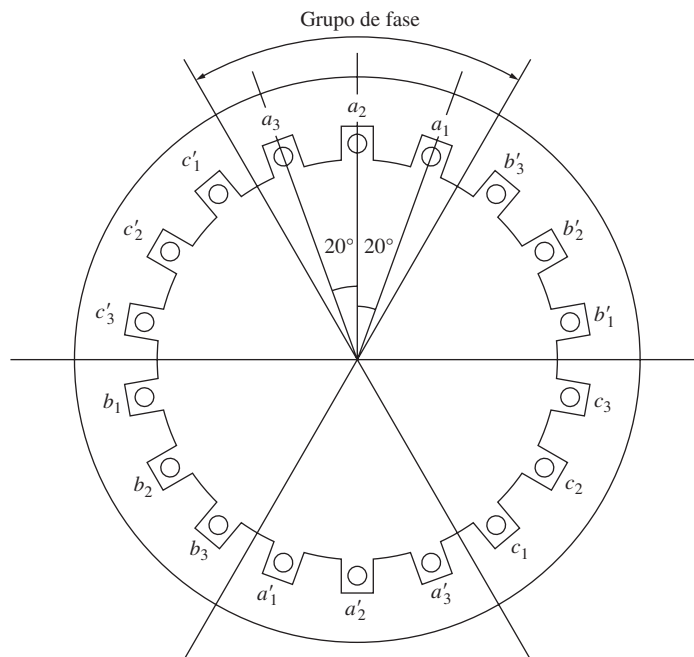 Grupo de fase
a₃ a₂ a₁
c′₁ b′₃
c′₂ b′₂
20° 20°
c′₃ b′₁
b₁ c₃
b₂ c₂
b₃ c₁
a′₁ a′₂ a′₃